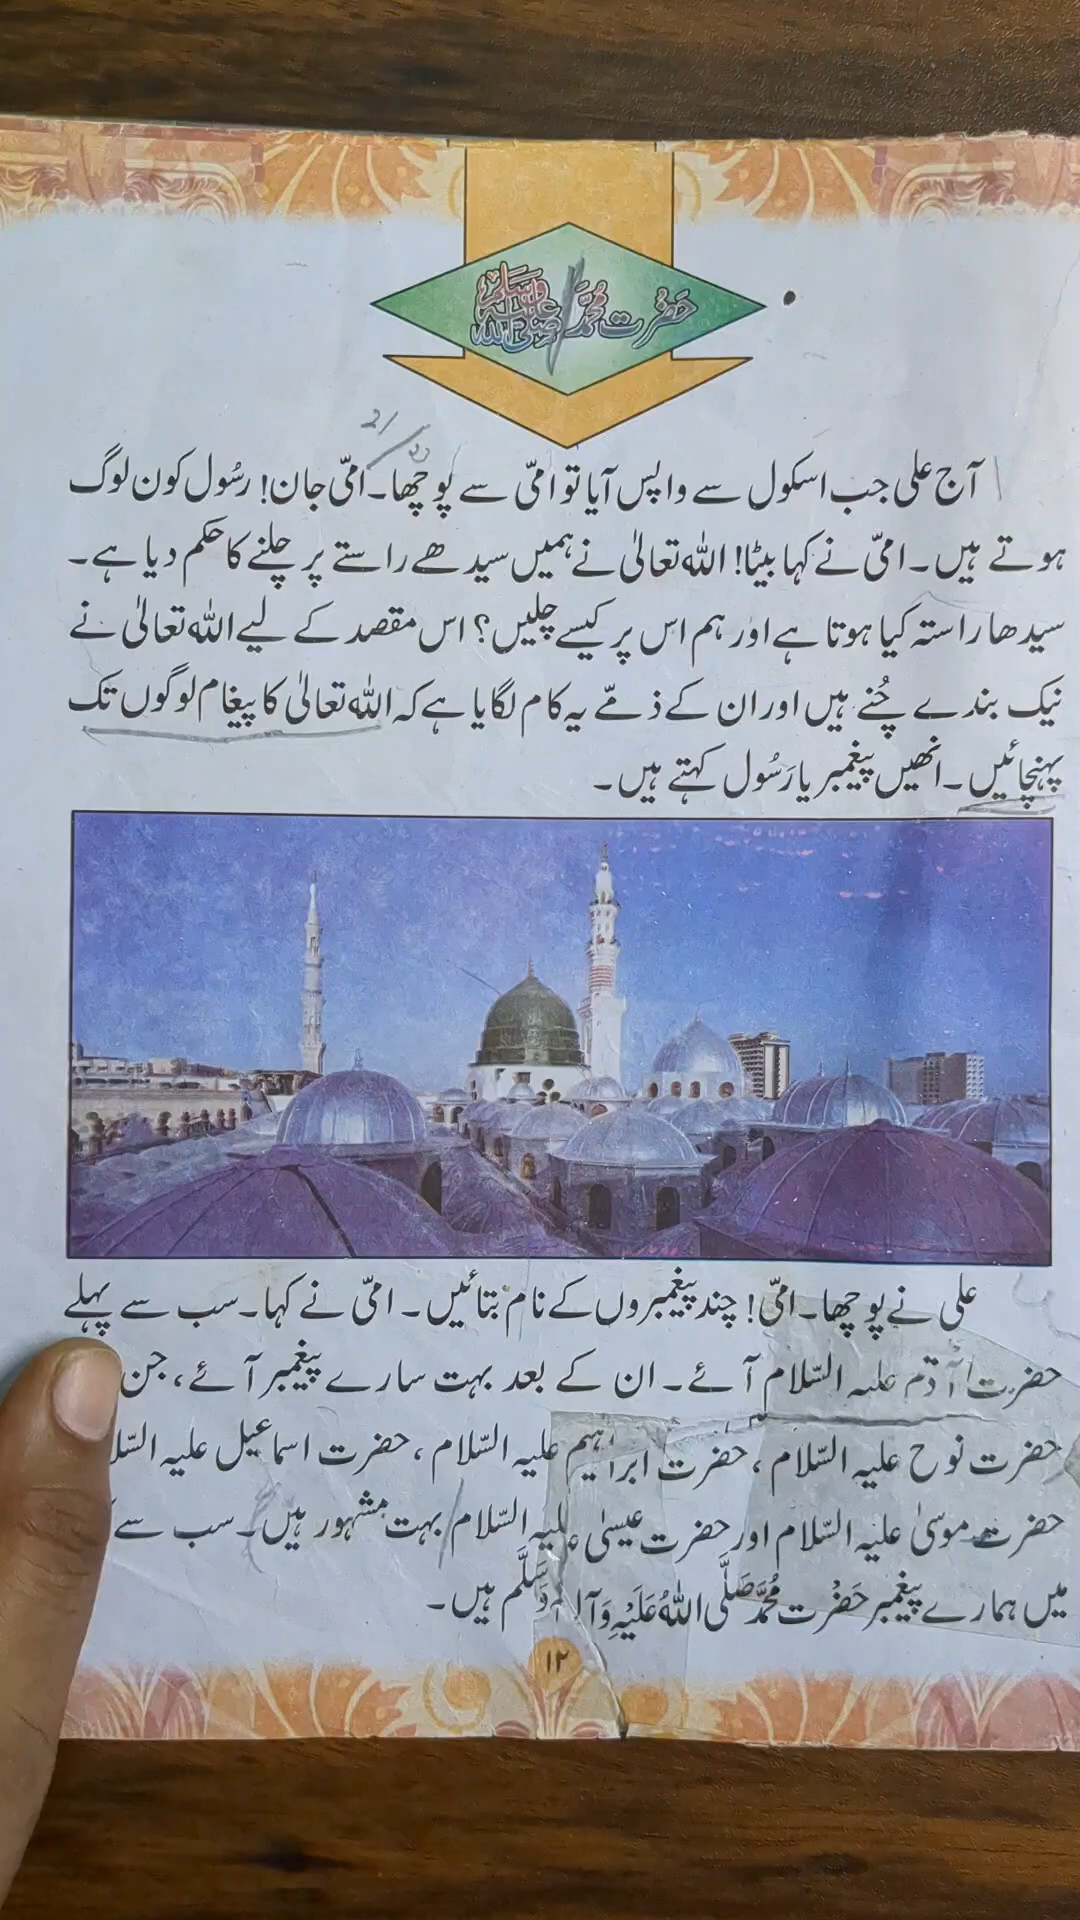 حضرت محمد صلی اللہ علیہ وسلم
21/
آج علی جب اسکول سے واپس آیا تو امّی سے پوچھا۔ امّی جان! رسُول کون لوگ
ہوتے ہیں۔ امّی نے کہا بیٹا! اللہ تعالیٰ نے ہمیں سیدھے راستے پر چلنے کا حکم دیا ہے۔
سیدھا راستہ کیا ہوتا ہے اور ہم اس پر کیسے چلیں؟ اس مقصد کے لیے اللہ تعالیٰ نے
نیک بندے چُنے ہیں اور ان کے ذمّے یہ کام لگایا ہے کہ اللہ تعالیٰ کا پیغام لوگوں تک
پہنچائیں۔ انھیں پیغمبر یا رَسُول کہتے ہیں۔
علی نے پوچھا۔ امّی! چند پیغمبروں کے نام بتائیں۔ امّی نے کہا۔ سب سے پہلے
حضرت آدم علیہ السّلام آئے۔ ان کے بعد بہت سارے پیغمبر آئے، جن
حضرت نوح علیہ السّلام، حضرت ابراہیم علیہ السّلام، حضرت اسماعیل علیہ السّلا
حضرت موسیٰ علیہ السّلام اور حضرت عیسیٰ علیہ السّلام بہت مشہور ہیں۔ سب سے
میں ہمارے پیغمبر حَضْرت مُحَمَّد صَلَّی اللہُ عَلَیْہِ وَآلہٖ وَسَلَّم ہیں۔
۱۲